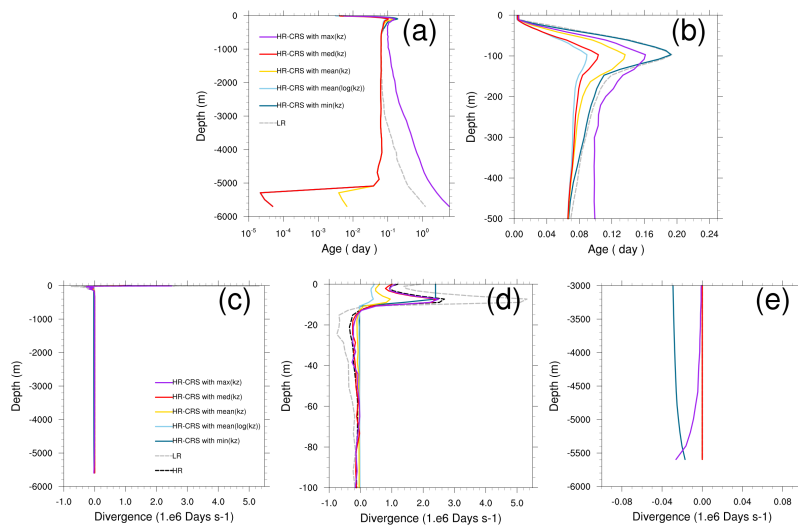 (a)
0
-1000
-2000
-3000
-4000
-5000
-6000
Depth (m)
HR-CRS with max(kz)
HR-CRS with med(kz)
HR-CRS with mean(kz)
HR-CRS with mean(log(kz))
HR-CRS with min(kz)
LR
10-5 10-4 10-3 10-2 10-1 100
Age ( day )
(b)
0
-100
-200
-300
-400
-500
Depth (m)
0.00 0.04 0.08 0.12 0.16 0.20 0.24
Age ( day )
(c)
0
-1000
-2000
-3000
-4000
-5000
-6000
Depth (m)
HR-CRS with max(kz)
HR-CRS with med(kz)
HR-CRS with mean(kz)
HR-CRS with mean(log(kz))
HR-CRS with min(kz)
LR
HR
-1.0 0.0 1.0 2.0 3.0 4.0 5.0
Divergence (1.e6 Days s-1)
(d)
0
-20
-40
-60
-80
-100
Depth (m)
-1.0 0.0 1.0 2.0 3.0 4.0 5.0
Divergence (1.e6 Days s-1)
(e)
-3000
-4000
-5000
-6000
Depth (m)
-0.08 -0.04 0.00 0.04 0.08
Divergence (1.e6 Days s-1)